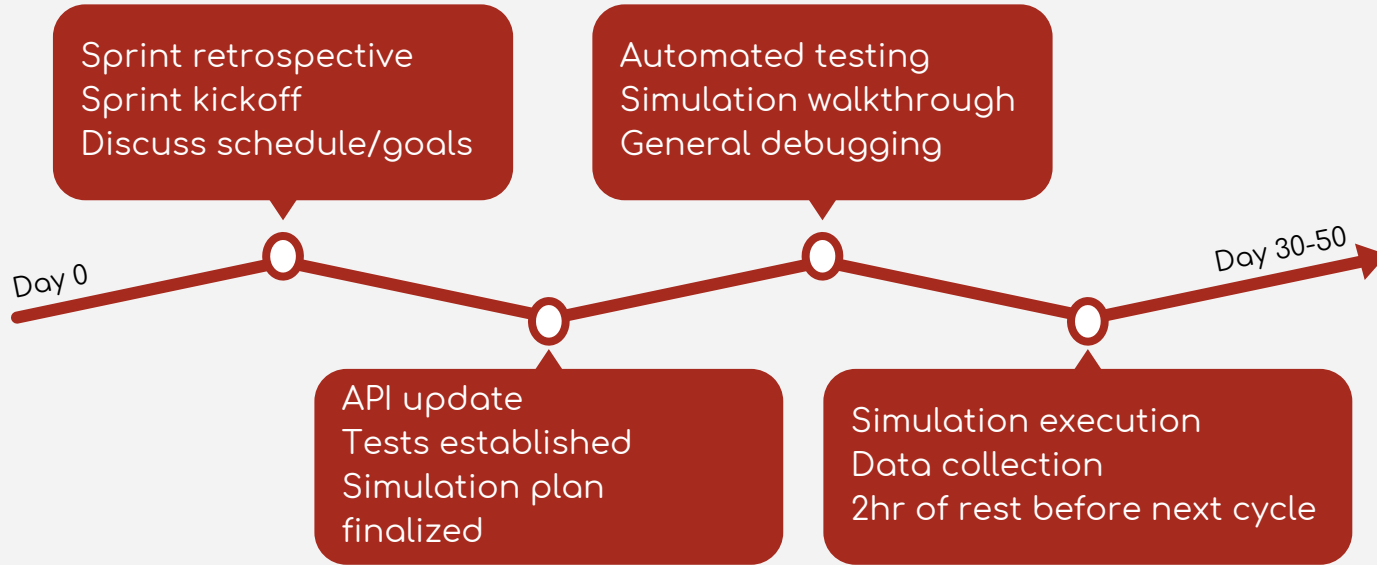 Sprint retrospective
Sprint kickoff
Discuss schedule/goals
Automated testing
Simulation walkthrough
General debugging
Day 0
Day 30-50
API update
Tests established
Simulation plan
finalized
Simulation execution
Data collection
2hr of rest before next cycle